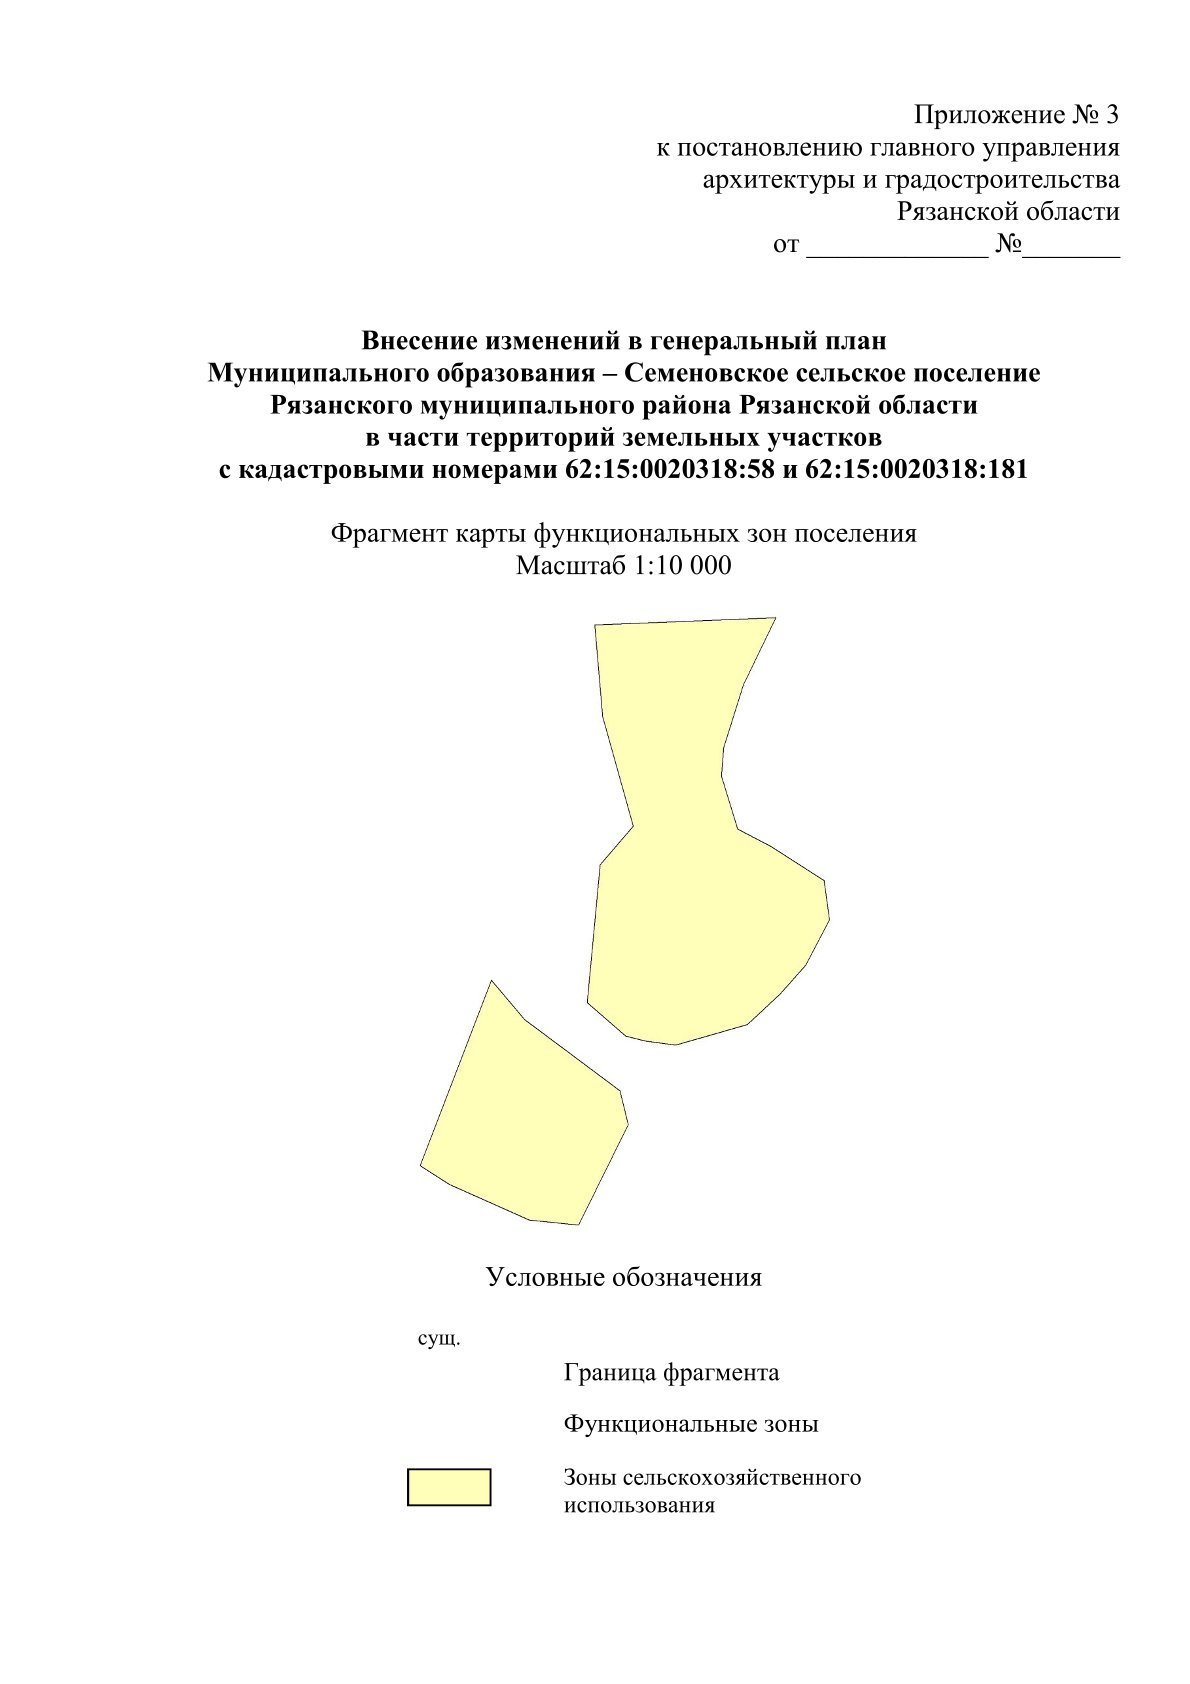 Приложение № 3
к постановлению главного управления
архитектуры и градостроительства
Рязанской области
от _____________ №_______
Внесение изменений в генеральный план
Муниципального образования – Семеновское сельское поселение
Рязанского муниципального района Рязанской области
в части территорий земельных участков
с кадастровыми номерами 62:15:0020318:58 и 62:15:0020318:181
Фрагмент карты функциональных зон поселения
Масштаб 1:10 000
Условные обозначения
сущ.
Граница фрагмента
Функциональные зоны
Зоны сельскохозяйственного
использования